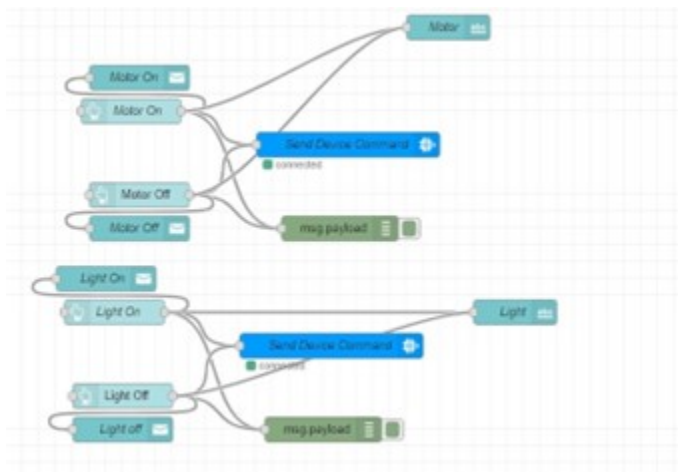 Motor
Motor On
Motor On
Send Device Command
connected
Motor Off
Motor Off
msg.payload
Light On
Light On
Light
Send Device Command
connected
Light Off
Light off
msg.payload